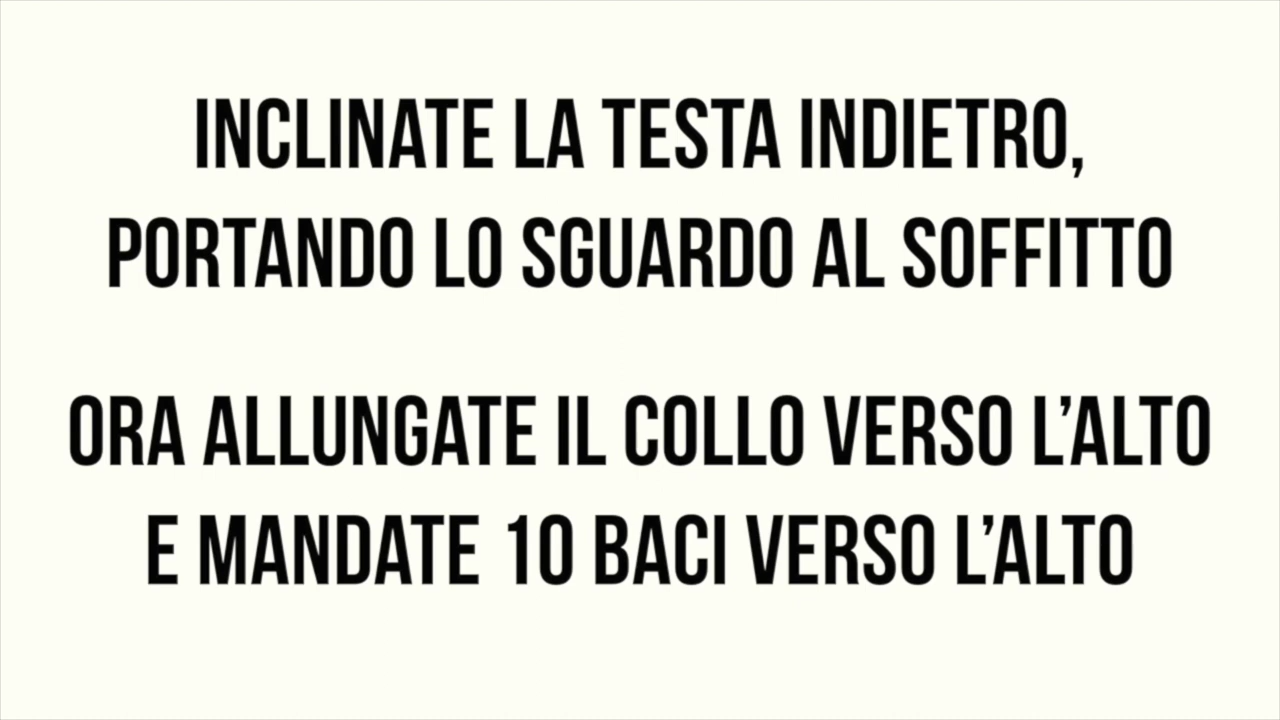 INCLINATE LA TESTA INDIETRO,
PORTANDO LO SGUARDO AL SOFFITTO
ORA ALLUNGATE IL COLLO VERSO L’ALTO
E MANDATE 10 BACI VERSO L’ALTO